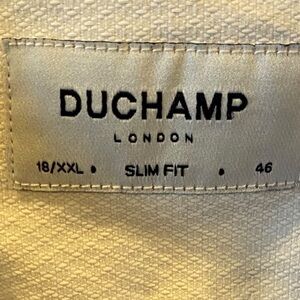 DUCHAMP
LONDON
18/XXL • SLIM FIT • 46